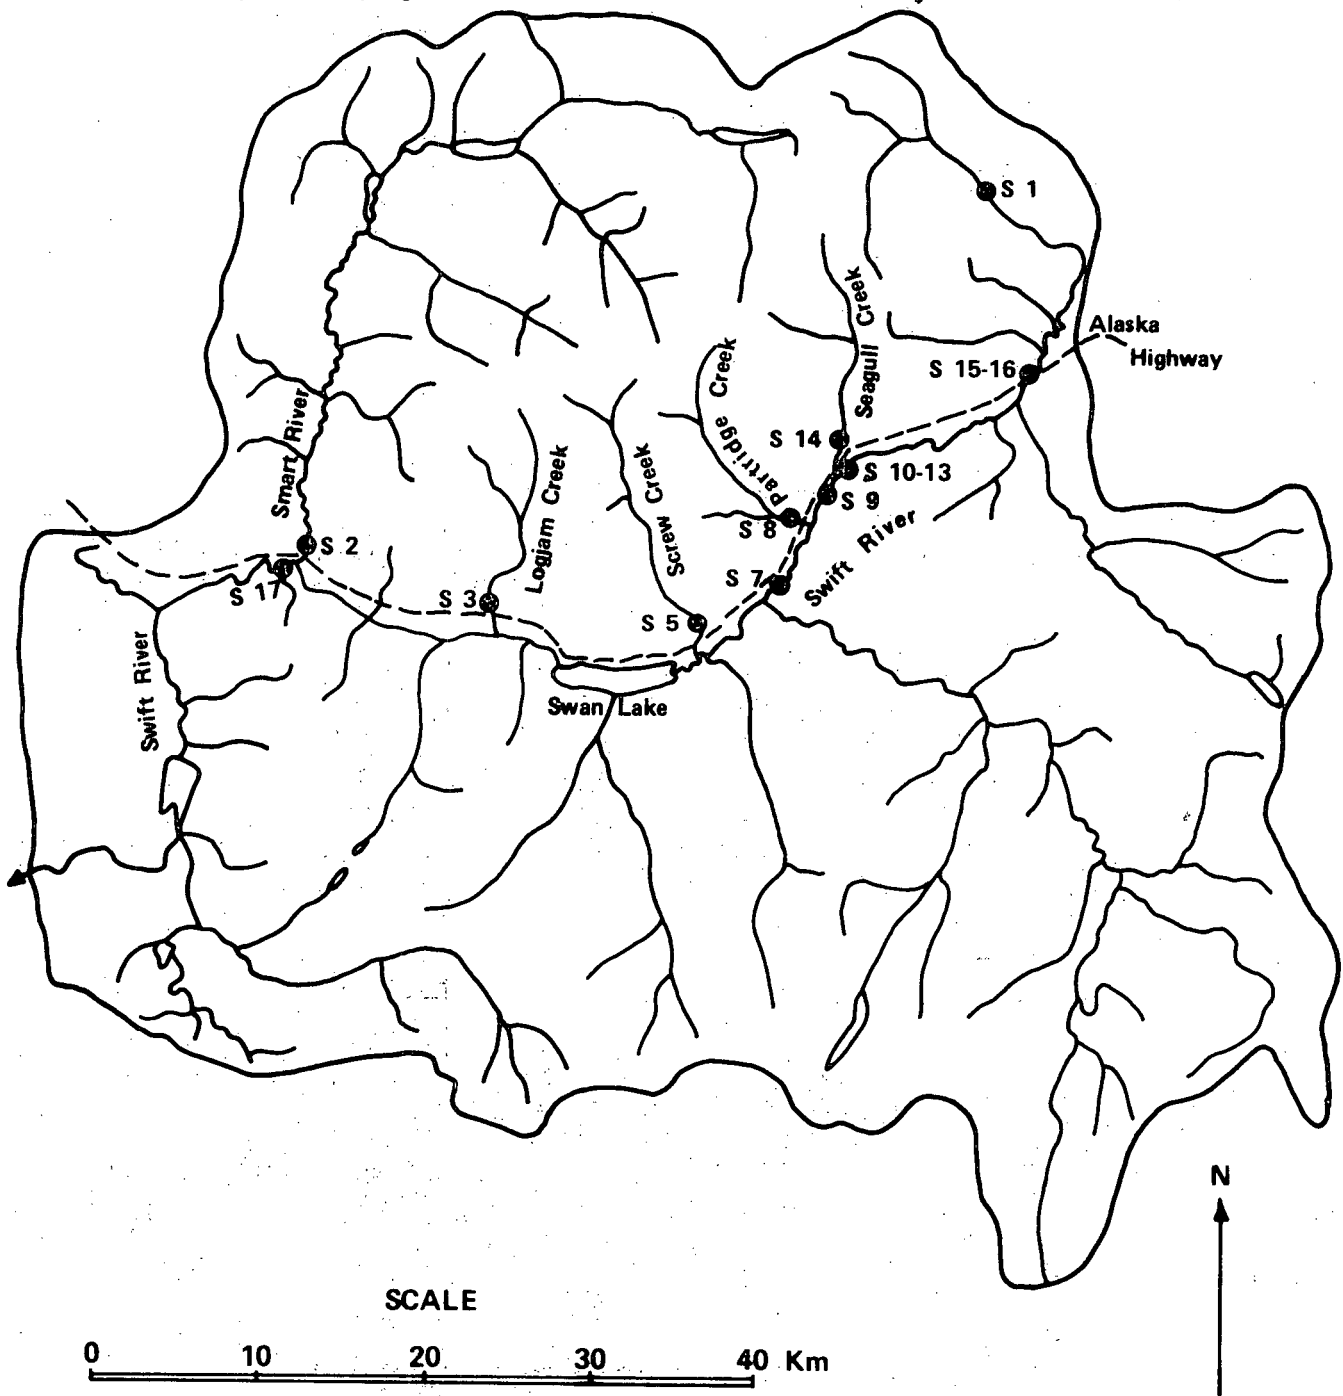 S 1
Alaska
Highway
Seagull Creek
Partridge Creek
S 15-16
S 14
S 10-13
S 9
S 8
Swift River
S 7
Smart River
S 2
S 17
Logjam Creek
S 3
Screw Creek
S 5
Swift River
Swan Lake
N
SCALE
0 10 20 30 40 Km